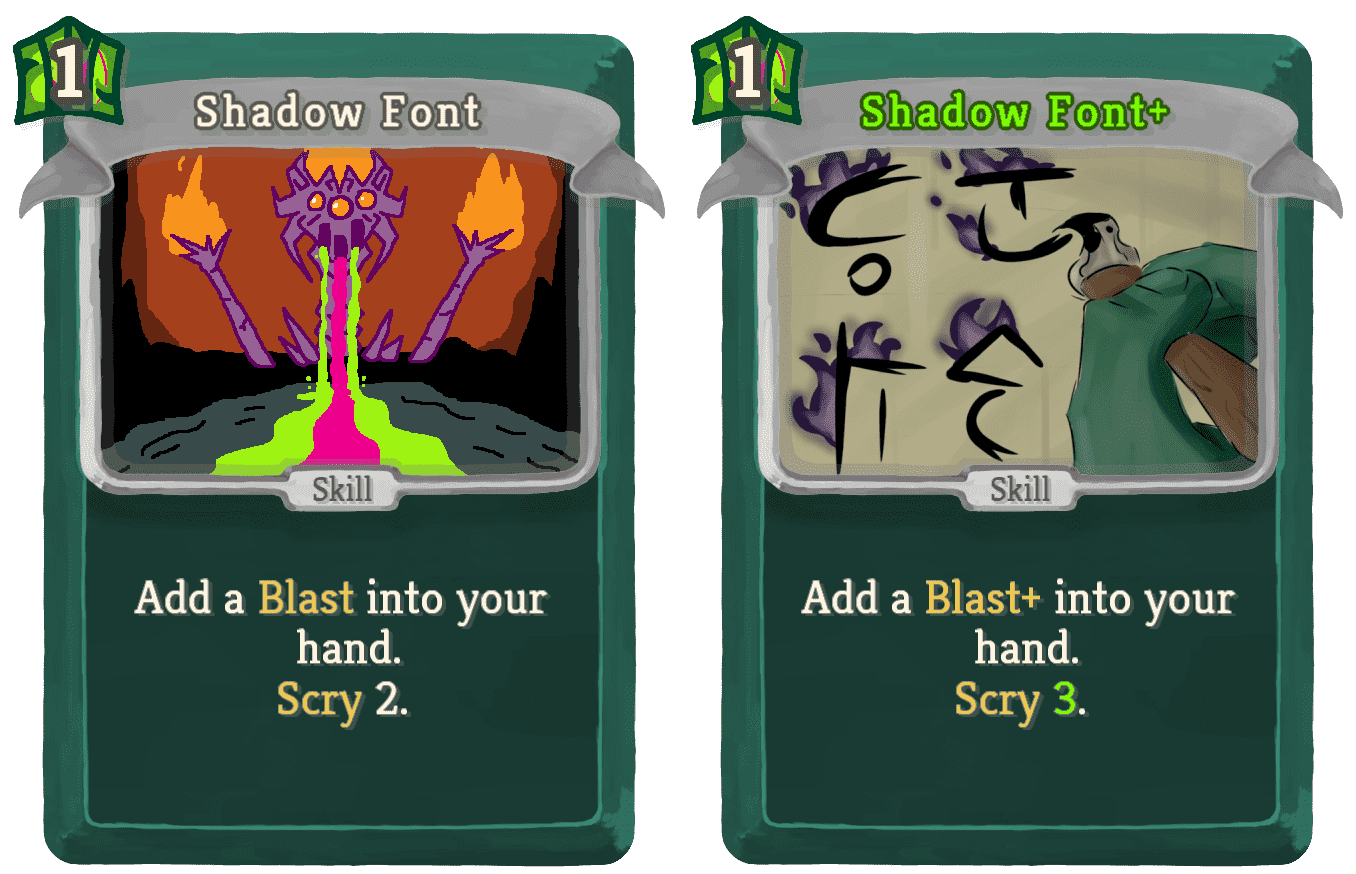 1
Shadow Font
Skill
Add a Blast into your
hand.
Scry 2.
1
Shadow Font+
Skill
Add a Blast+ into your
hand.
Scry 3.